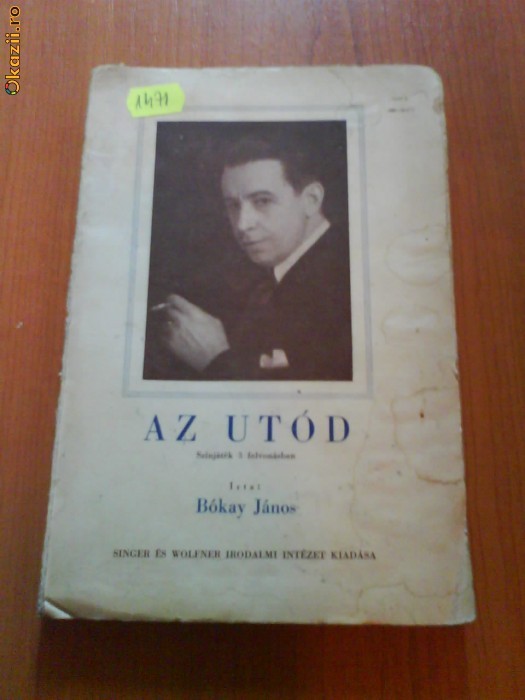 Okazii.ro
1471
AZ UTÓD
Színjáték 3 felvonásban
Irta:
Bókay János
SINGER ÉS WOLFNER IRODALMI INTÉZET KIADÁSA